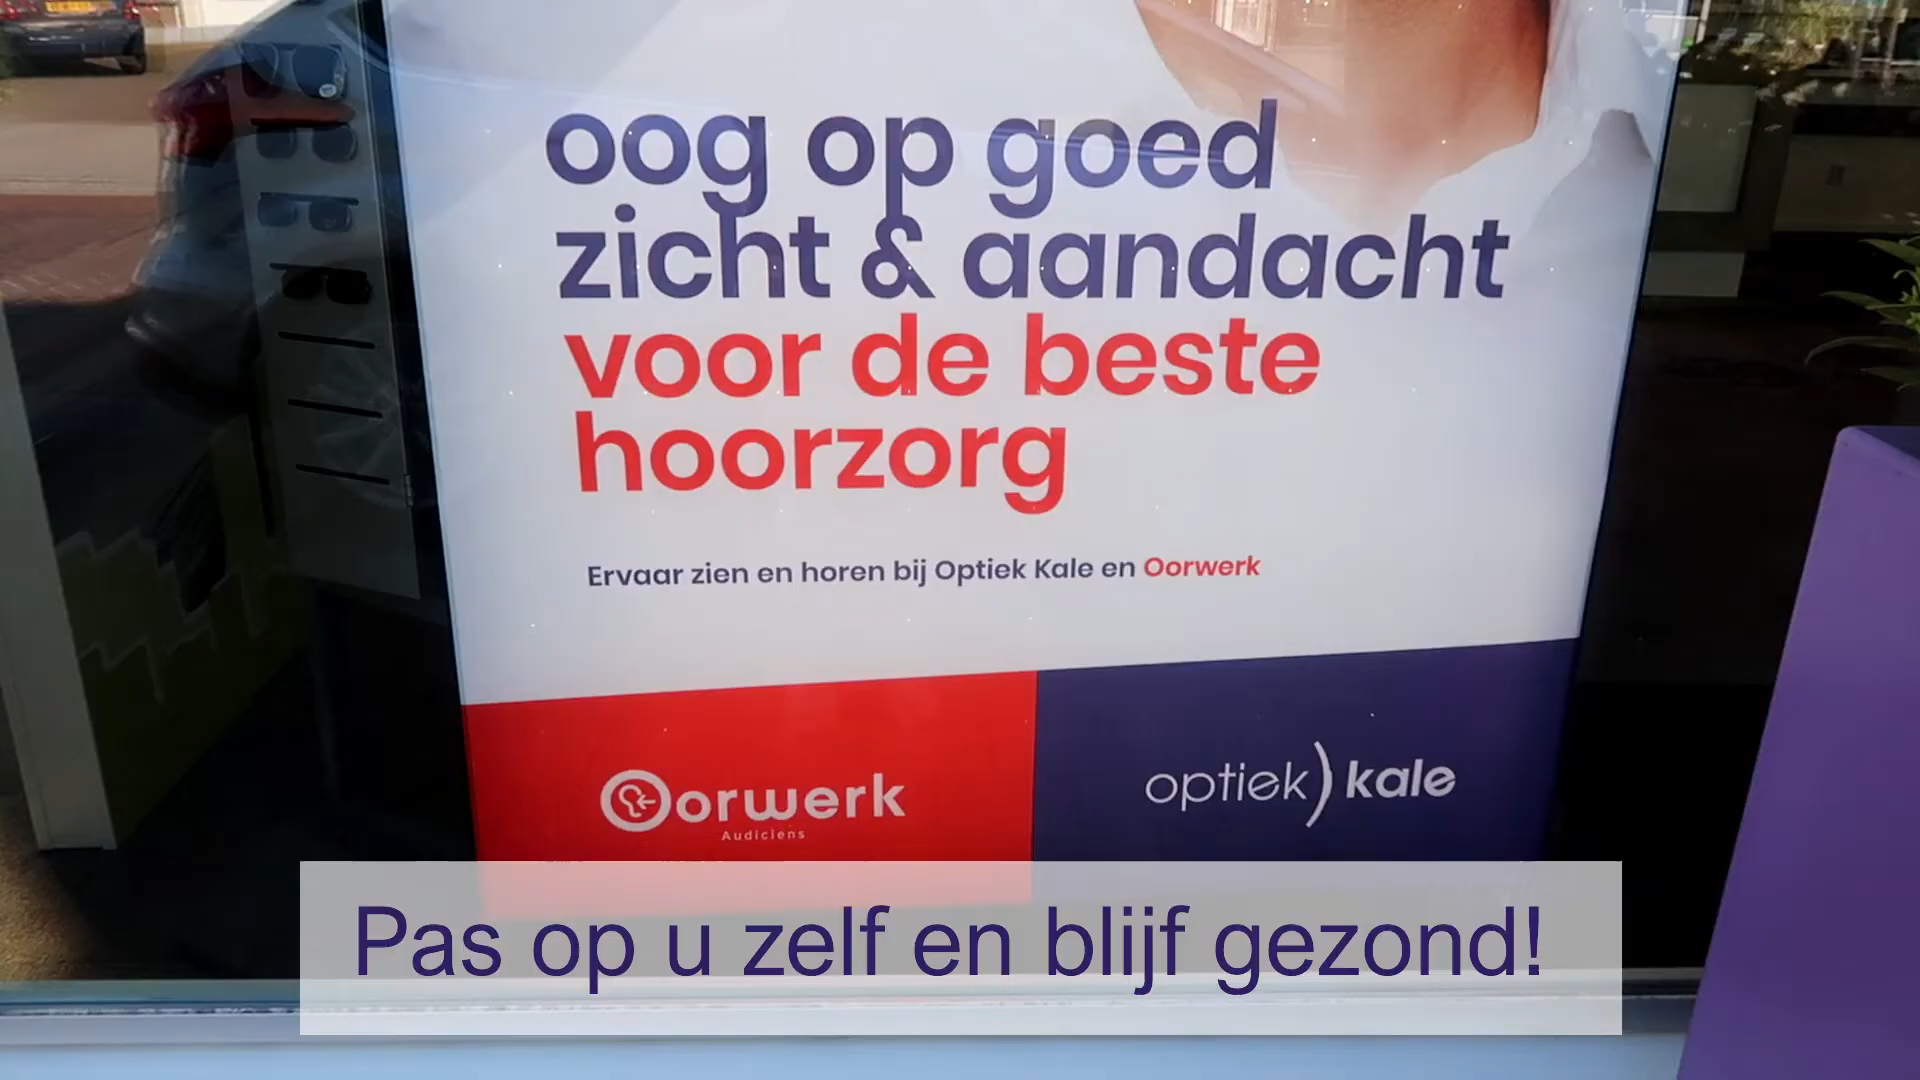 oog op goed
zicht & aandacht
voor de beste
hoorzorg
Ervaar zien en horen bij Optiek Kale en Oorwerk
Oorwerk
Audiciens
optiek kale
Pas op u zelf en blijf gezond!